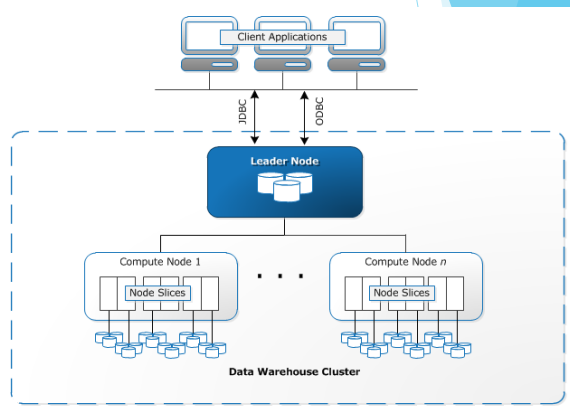 Client Applications
JDBC
ODBC
Leader Node
Compute Node 1
Compute Node n
Node Slices
. . .
Node Slices
Data Warehouse Cluster